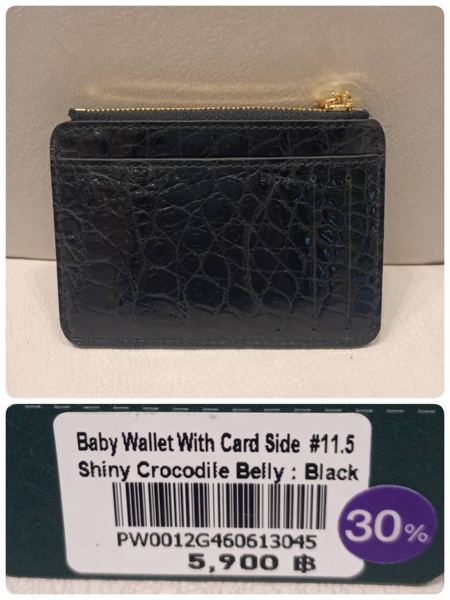 Baby Wallet With Card Side #11.5
Shiny Crocodile Belly : Black
PW0012G460613045
5,900 ฿
30%